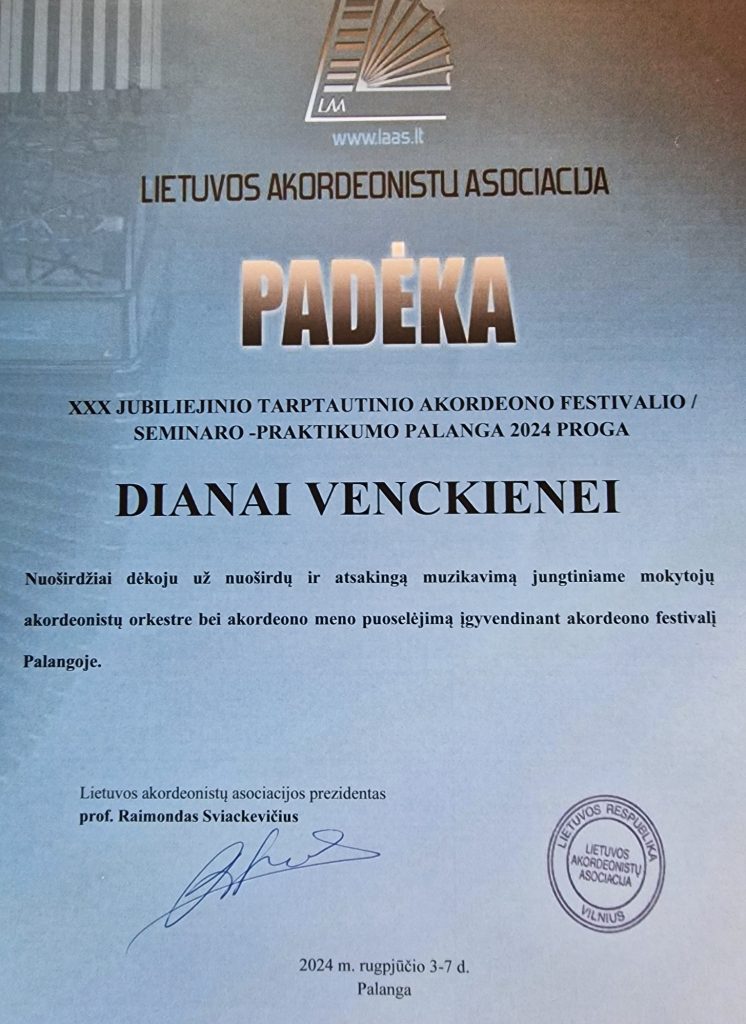 LAA
www.laas.lt
LIETUVOS AKORDEONISTŲ ASOCIACIJA
PADĖKA
XXX JUBILIEJINIO TARPTAUTINIO AKORDEONO FESTIVALIO /
SEMINARO -PRAKTIKUMO PALANGA 2024 PROGA
DIANAI VENCKIENEI
Nuoširdžiai dėkoju už nuoširdų ir atsakingą muzikavimą jungtiniame mokytojų
akordeonistų orkestre bei akordeono meno puoselėjimą įgyvendinant akordeono festivalį
Palangoje.
Lietuvos akordeonistų asociacijos prezidentas
prof. Raimondas Sviackevičius
LIETUVOS RESPUBLIKA
LIETUVOS
AKORDEONISTŲ
ASOCIACIJA
VILNIUS
2024 m. rugpjūčio 3-7 d.
Palanga